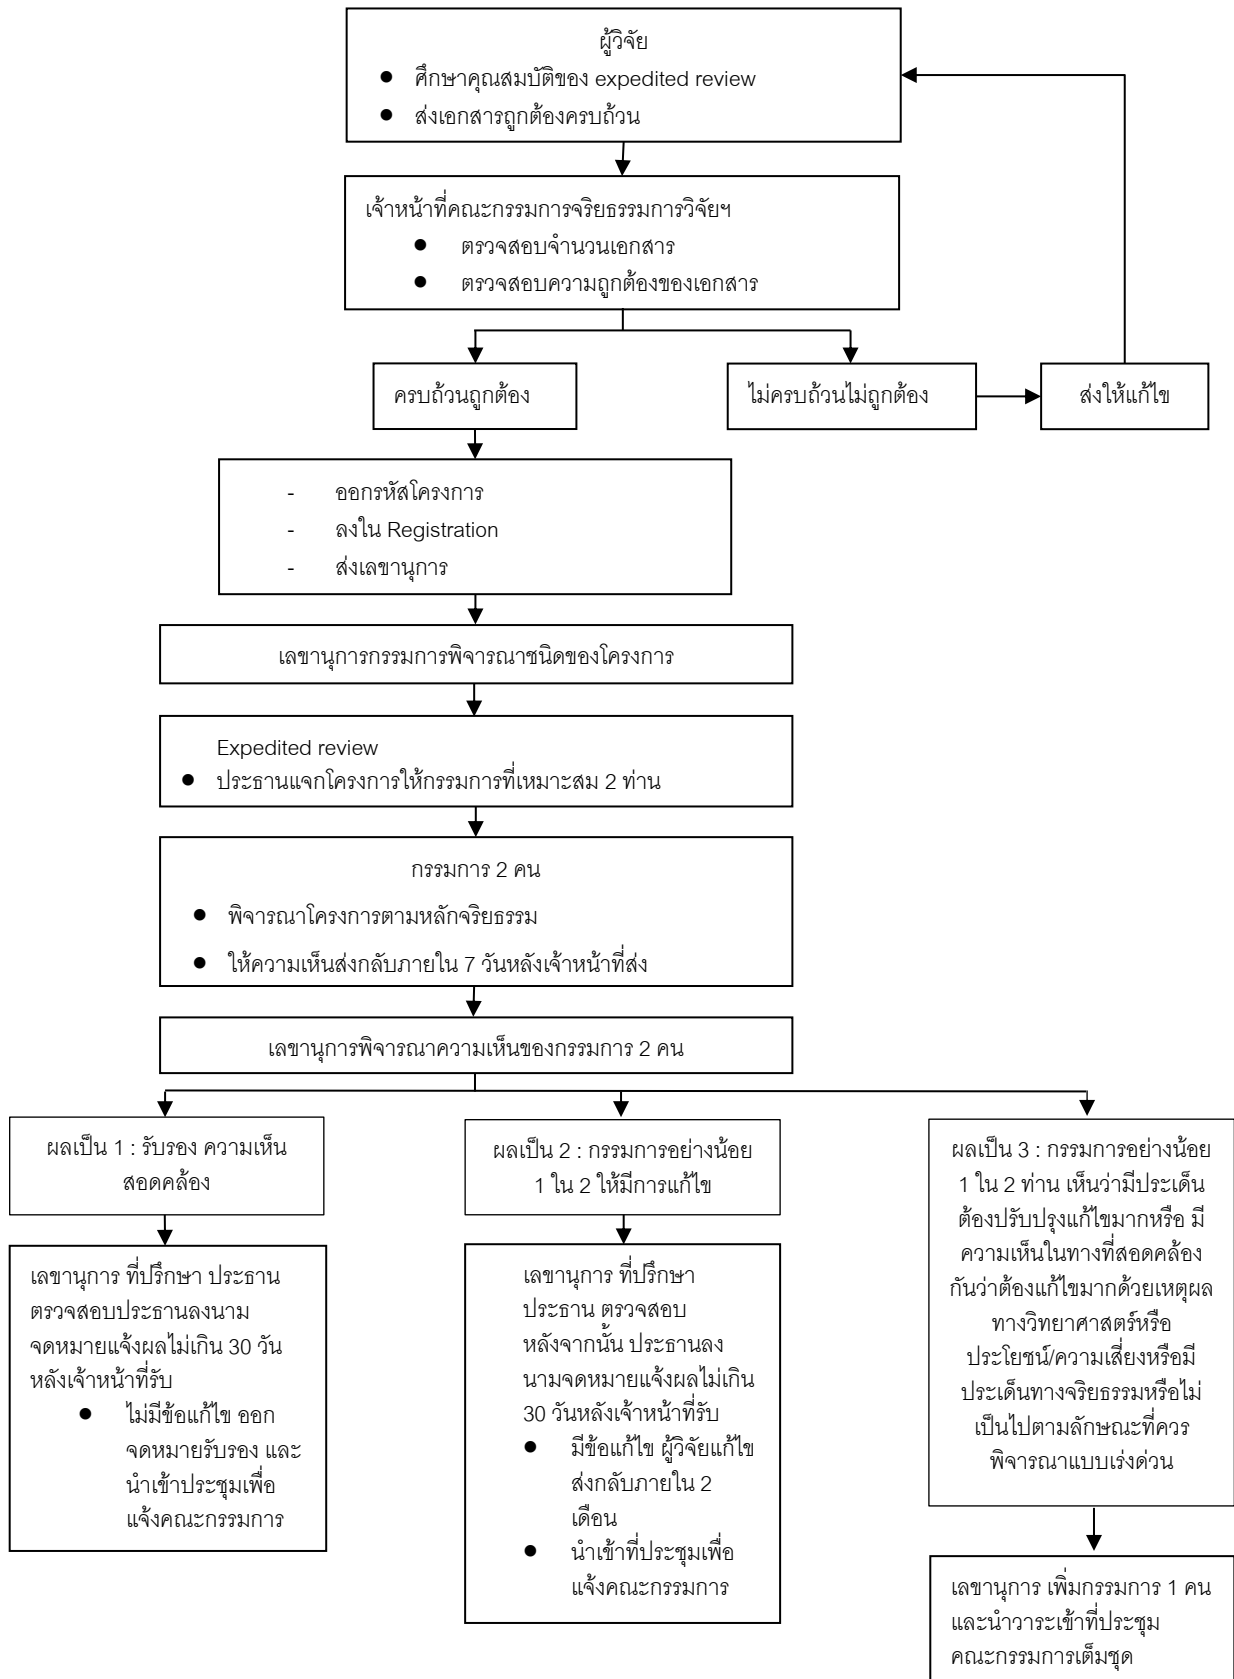 ผู้วิจัย
● ศึกษาคุณสมบัติของ expedited review
● ส่งเอกสารถูกต้องครบถ้วน
เจ้าหน้าที่คณะกรรมการจริยธรรมการวิจัยฯ
● ตรวจสอบจำนวนเอกสาร
● ตรวจสอบความถูกต้องของเอกสาร
ครบถ้วนถูกต้อง
ไม่ครบถ้วนไม่ถูกต้อง
ส่งให้แก้ไข
- ออกรหัสโครงการ
- ลงใน Registration
- ส่งเลขานุการ
เลขานุการกรรมการพิจารณาชนิดของโครงการ
Expedited review
● ประธานแจกโครงการให้กรรมการที่เหมาะสม 2 ท่าน
กรรมการ 2 คน
● พิจารณาโครงการตามหลักจริยธรรม
● ให้ความเห็นส่งกลับภายใน 7 วันหลังเจ้าหน้าที่ส่ง
เลขานุการพิจารณาความเห็นของกรรมการ 2 คน
ผลเป็น 1 : รับรอง ความเห็น
สอดคล้อง
เลขานุการ ที่ปรึกษา ประธาน
ตรวจสอบประธานลงนาม
จดหมายแจ้งผลไม่เกิน 30 วัน
หลังเจ้าหน้าที่รับ
● ไม่มีข้อแก้ไข ออก
จดหมายรับรอง และ
นำเข้าประชุมเพื่อ
แจ้งคณะกรรมการ
ผลเป็น 2 : กรรมการอย่างน้อย
1 ใน 2 ให้มีการแก้ไข
เลขานุการ ที่ปรึกษา
ประธาน ตรวจสอบ
หลังจากนั้น ประธานลง
นามจดหมายแจ้งผลไม่เกิน
30 วันหลังเจ้าหน้าที่รับ
● มีข้อแก้ไข ผู้วิจัยแก้ไข
ส่งกลับภายใน 2
เดือน
● นำเข้าที่ประชุมเพื่อ
แจ้งคณะกรรมการ
ผลเป็น 3 : กรรมการอย่างน้อย
1 ใน 2 ท่าน เห็นว่ามีประเด็น
ต้องปรับปรุงแก้ไขมากหรือ มี
ความเห็นในทางที่สอดคล้อง
กันว่าต้องแก้ไขมากด้วยเหตุผล
ทางวิทยาศาสตร์หรือ
ประโยชน์/ความเสี่ยงหรือมี
ประเด็นทางจริยธรรมหรือไม่
เป็นไปตามลักษณะที่ควร
พิจารณาแบบเร่งด่วน
เลขานุการ เพิ่มกรรมการ 1 คน
และนำวาระเข้าที่ประชุม
คณะกรรมการเต็มชุด